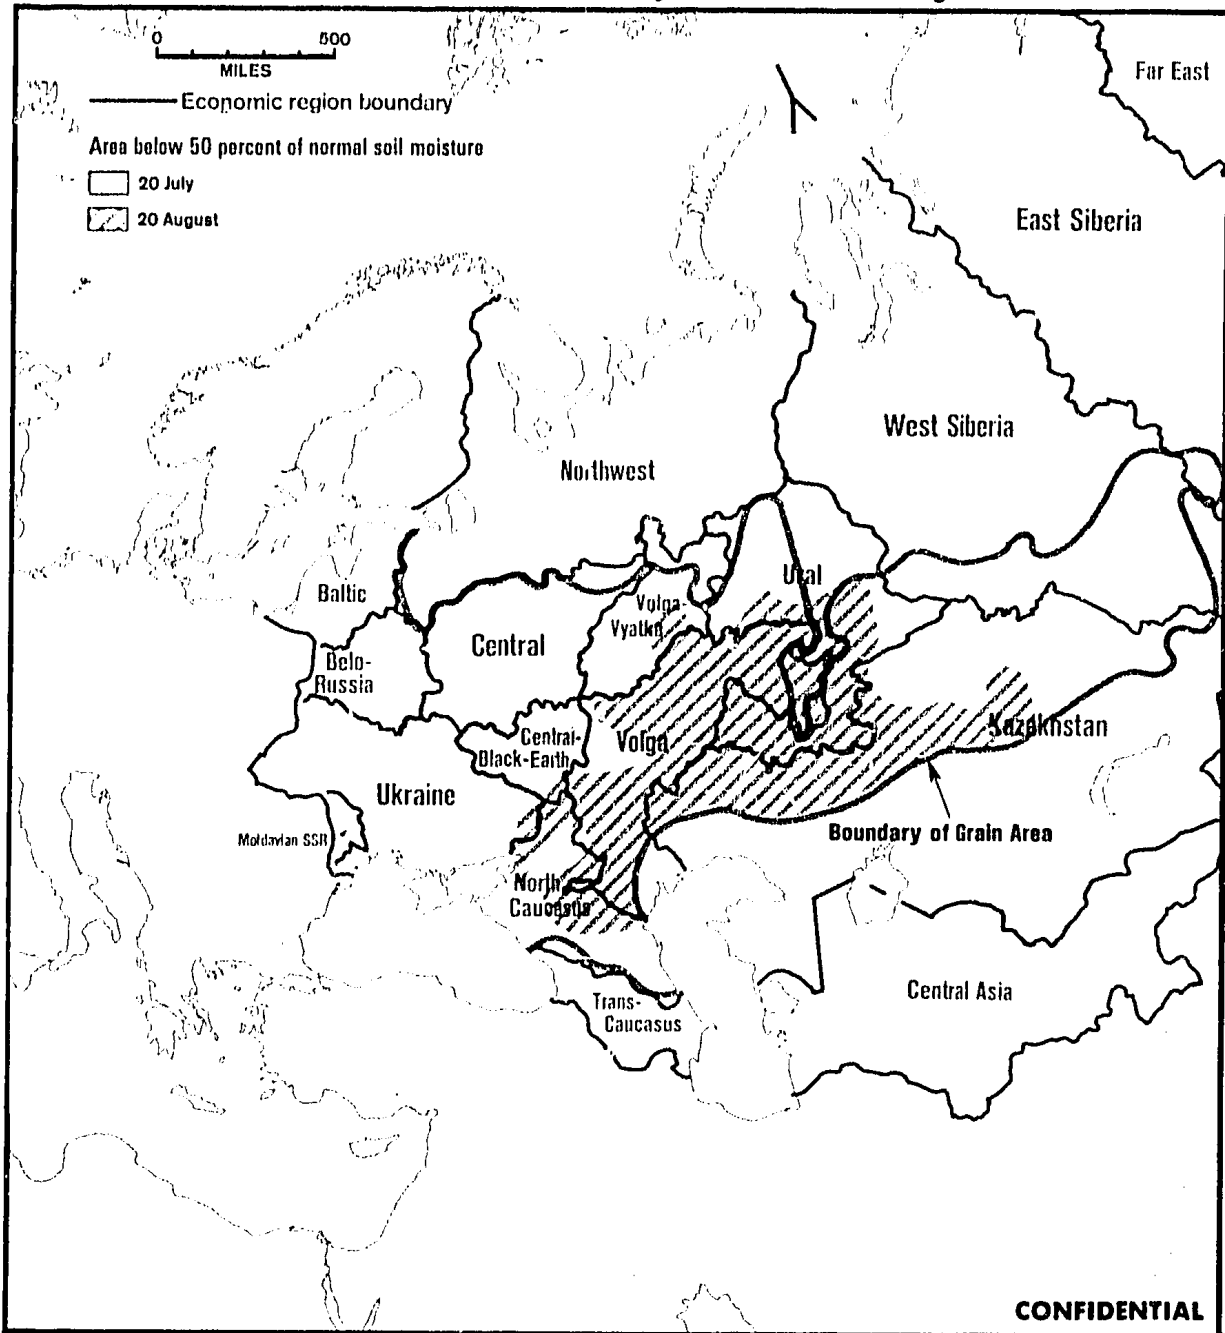 0 500
MILES
Economic region boundary
Area below 50 percent of normal soil moisture
20 July
20 August
Far East
East Siberia
West Siberia
Northwest
Ural
Baltic
Volga-
Vyatka
Central
Belo-
Russia
Central-
Black-Earth
Volga
Kazakhstan
Ukraine
Moldavian SSR
Boundary of Grain Area
North
Caucasus
Central Asia
Trans-
Caucasus
CONFIDENTIAL